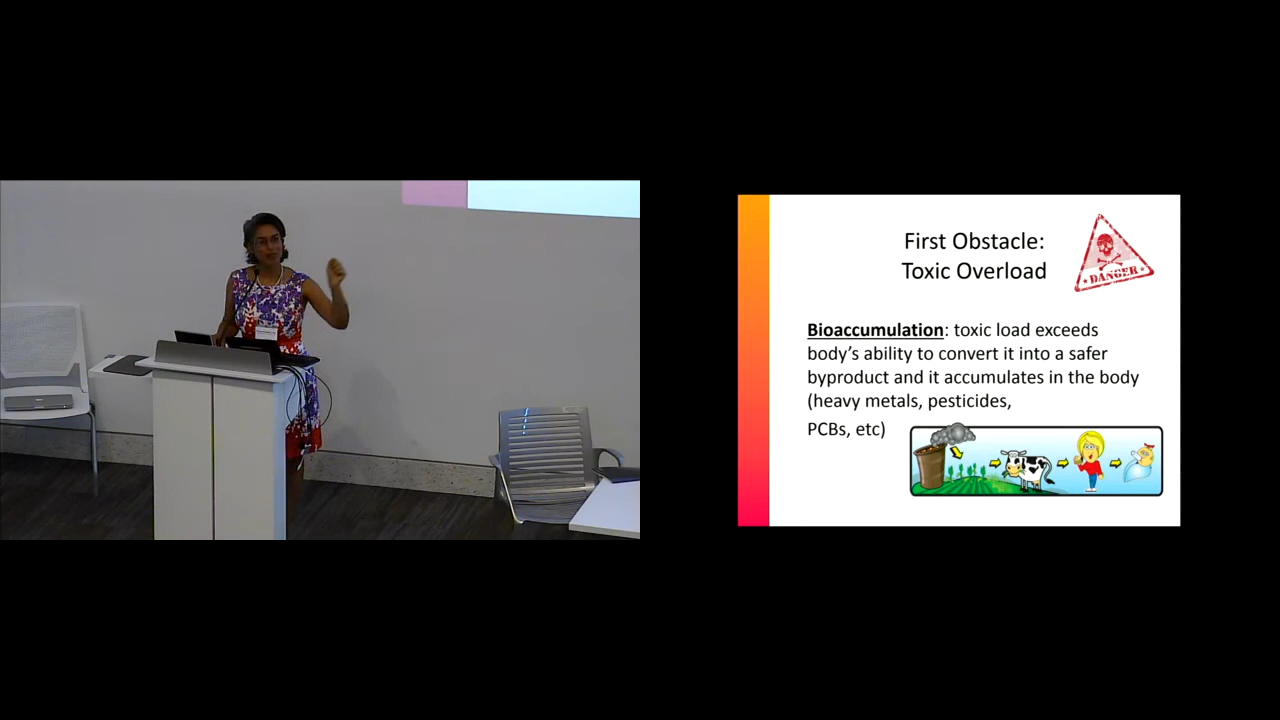 First Obstacle:
Toxic Overload
DANGER
Bioaccumulation: toxic load exceeds
body's ability to convert it into a safer
byproduct and it accumulates in the body
(heavy metals, pesticides,
PCBs, etc)